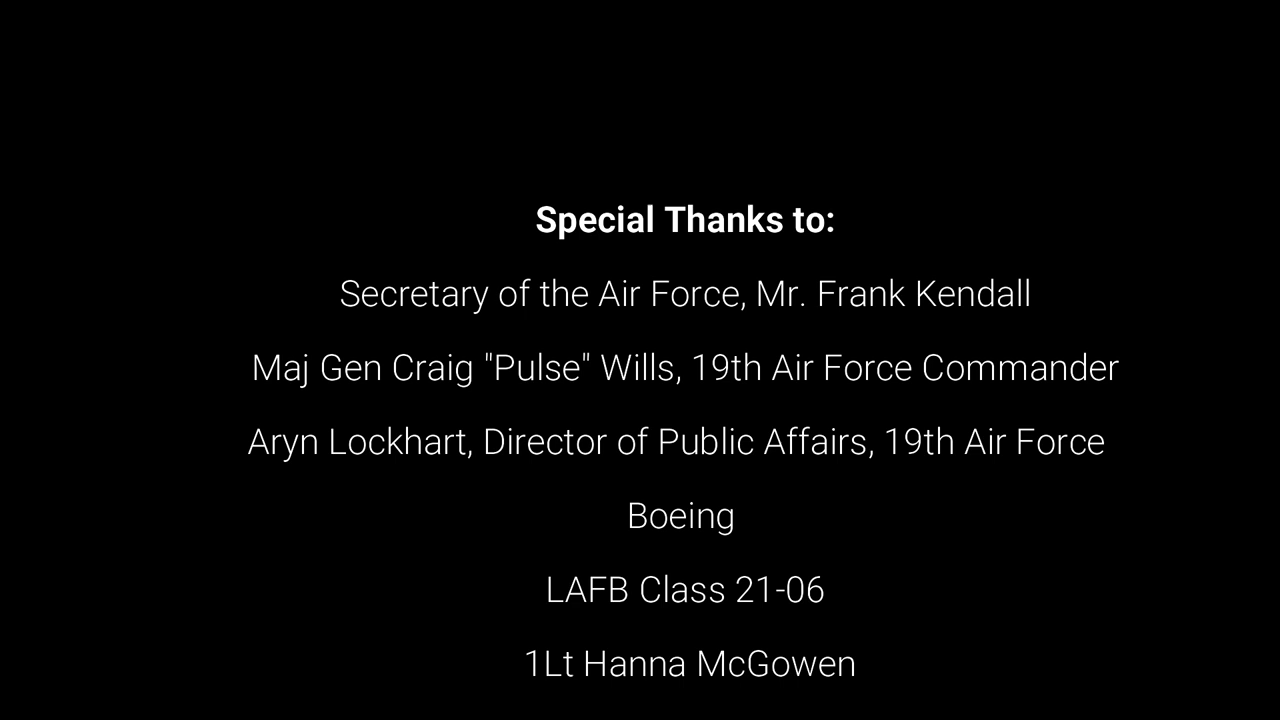 Special Thanks to:
Secretary of the Air Force, Mr. Frank Kendall
Maj Gen Craig "Pulse" Wills, 19th Air Force Commander
Aryn Lockhart, Director of Public Affairs, 19th Air Force
Boeing
LAFB Class 21-06
1Lt Hanna McGowen